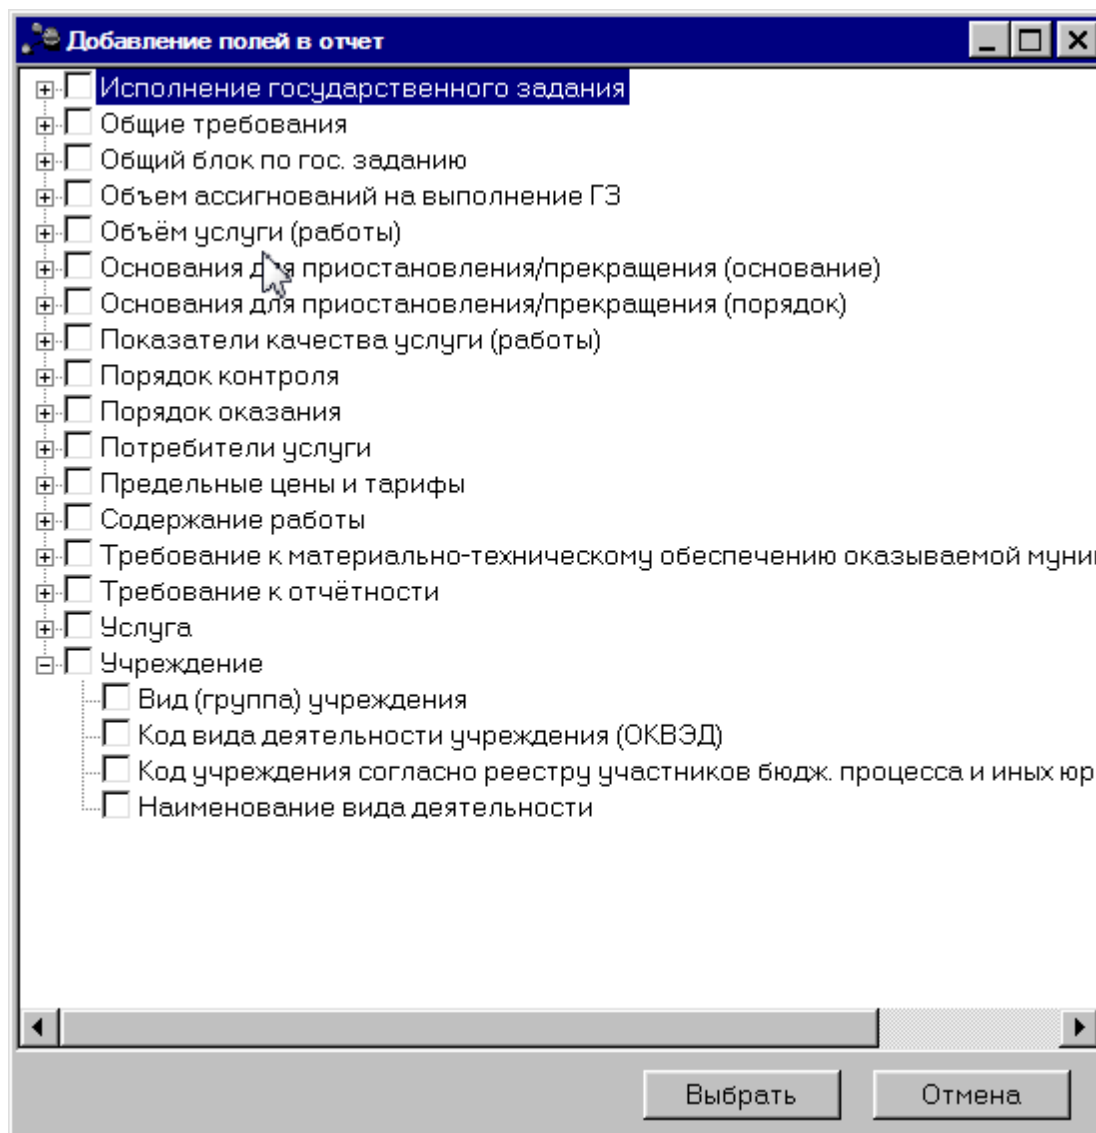 Добавление полей в отчет
Исполнение государственного задания
Общие требования
Общий блок по гос. заданию
Объем ассигнований на выполнение ГЗ
Объём услуги (работы)
Основания для приостановления/прекращения (основание)
Основания для приостановления/прекращения (порядок)
Показатели качества услуги (работы)
Порядок контроля
Порядок оказания
Потребители услуги
Предельные цены и тарифы
Содержание работы
Требование к материально-техническому обеспечению оказываемой муни
Требование к отчётности
Услуга
Учреждение
Вид (группа) учреждения
Код вида деятельности учреждения (ОКВЭД)
Код учреждения согласно реестру участников бюдж. процесса и иных юр
Наименование вида деятельности
Выбрать
Отмена